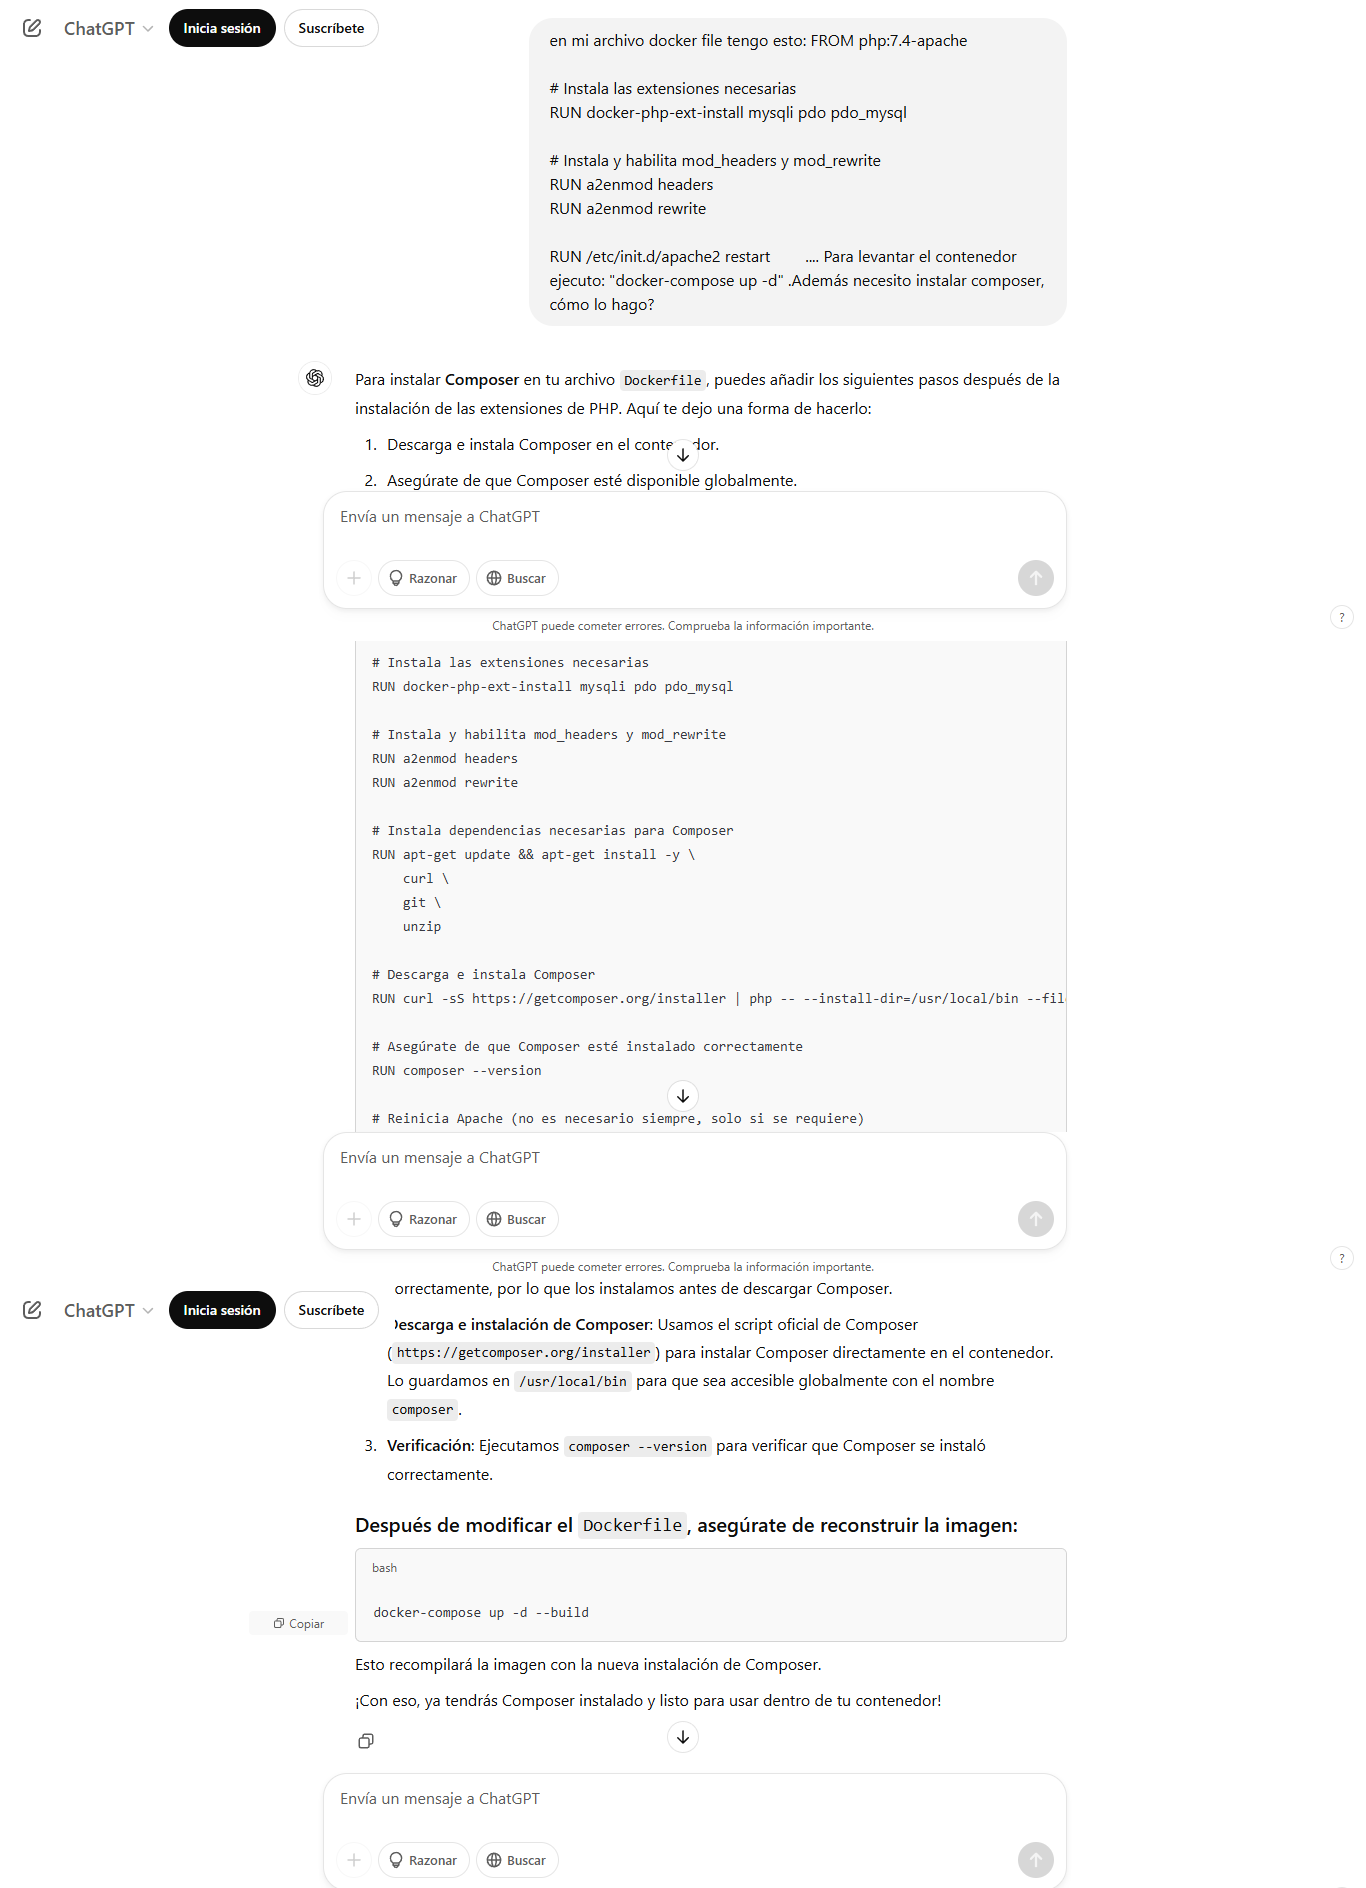 ChatGPT
Inicia sesión
Suscríbete
en mi archivo docker file tengo esto: FROM php:7.4-apache
# Instala las extensiones necesarias
RUN docker-php-ext-install mysqli pdo pdo_mysql
# Instala y habilita mod_headers y mod_rewrite
RUN a2enmod headers
RUN a2enmod rewrite
RUN /etc/init.d/apache2 restart .... Para levantar el contenedor
ejecuto: "docker-compose up -d" .Además necesito instalar composer,
cómo lo hago?
Para instalar Composer en tu archivo Dockerfile, puedes añadir los siguientes pasos después de la
instalación de las extensiones de PHP. Aquí te dejo una forma de hacerlo:
1. Descarga e instala Composer en el contenedor.
2. Asegúrate de que Composer esté disponible globalmente.
Envía un mensaje a ChatGPT
Razonar
Buscar
ChatGPT puede cometer errores. Comprueba la información importante.
?
# Instala las extensiones necesarias
RUN docker-php-ext-install mysqli pdo pdo_mysql
# Instala y habilita mod_headers y mod_rewrite
RUN a2enmod headers
RUN a2enmod rewrite
# Instala dependencias necesarias para Composer
RUN apt-get update && apt-get install -y \
curl \
git \
unzip
# Descarga e instala Composer
RUN curl -sS https://getcomposer.org/installer | php -- --install-dir=/usr/local/bin --fil
# Asegúrate de que Composer esté instalado correctamente
RUN composer --version
# Reinicia Apache (no es necesario siempre, solo si se requiere)
Envía un mensaje a ChatGPT
Razonar
Buscar
ChatGPT puede cometer errores. Comprueba la información importante.
?
orrectamente, por lo que los instalamos antes de descargar Composer.
ChatGPT
Inicia sesión
Suscríbete
escarga e instalación de Composer: Usamos el script oficial de Composer
(https://getcomposer.org/installer) para instalar Composer directamente en el contenedor.
Lo guardamos en /usr/local/bin para que sea accesible globalmente con el nombre
composer.
3. Verificación: Ejecutamos composer --version para verificar que Composer se instaló
correctamente.
Después de modificar el Dockerfile, asegúrate de reconstruir la imagen:
bash
docker-compose up -d --build
Copiar
Esto recompilará la imagen con la nueva instalación de Composer.
¡Con eso, ya tendrás Composer instalado y listo para usar dentro de tu contenedor!
Envía un mensaje a ChatGPT
Razonar
Buscar